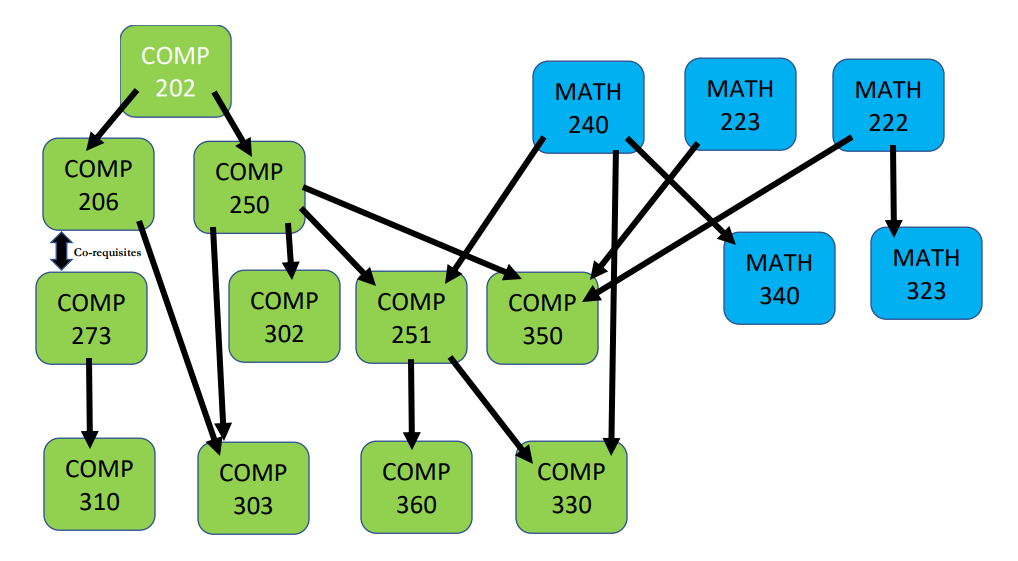 COMP
202
MATH
240
MATH
223
MATH
222
COMP
206
COMP
250
Co-requisites
MATH
340
MATH
323
COMP
273
COMP
302
COMP
251
COMP
350
COMP
310
COMP
303
COMP
360
COMP
330